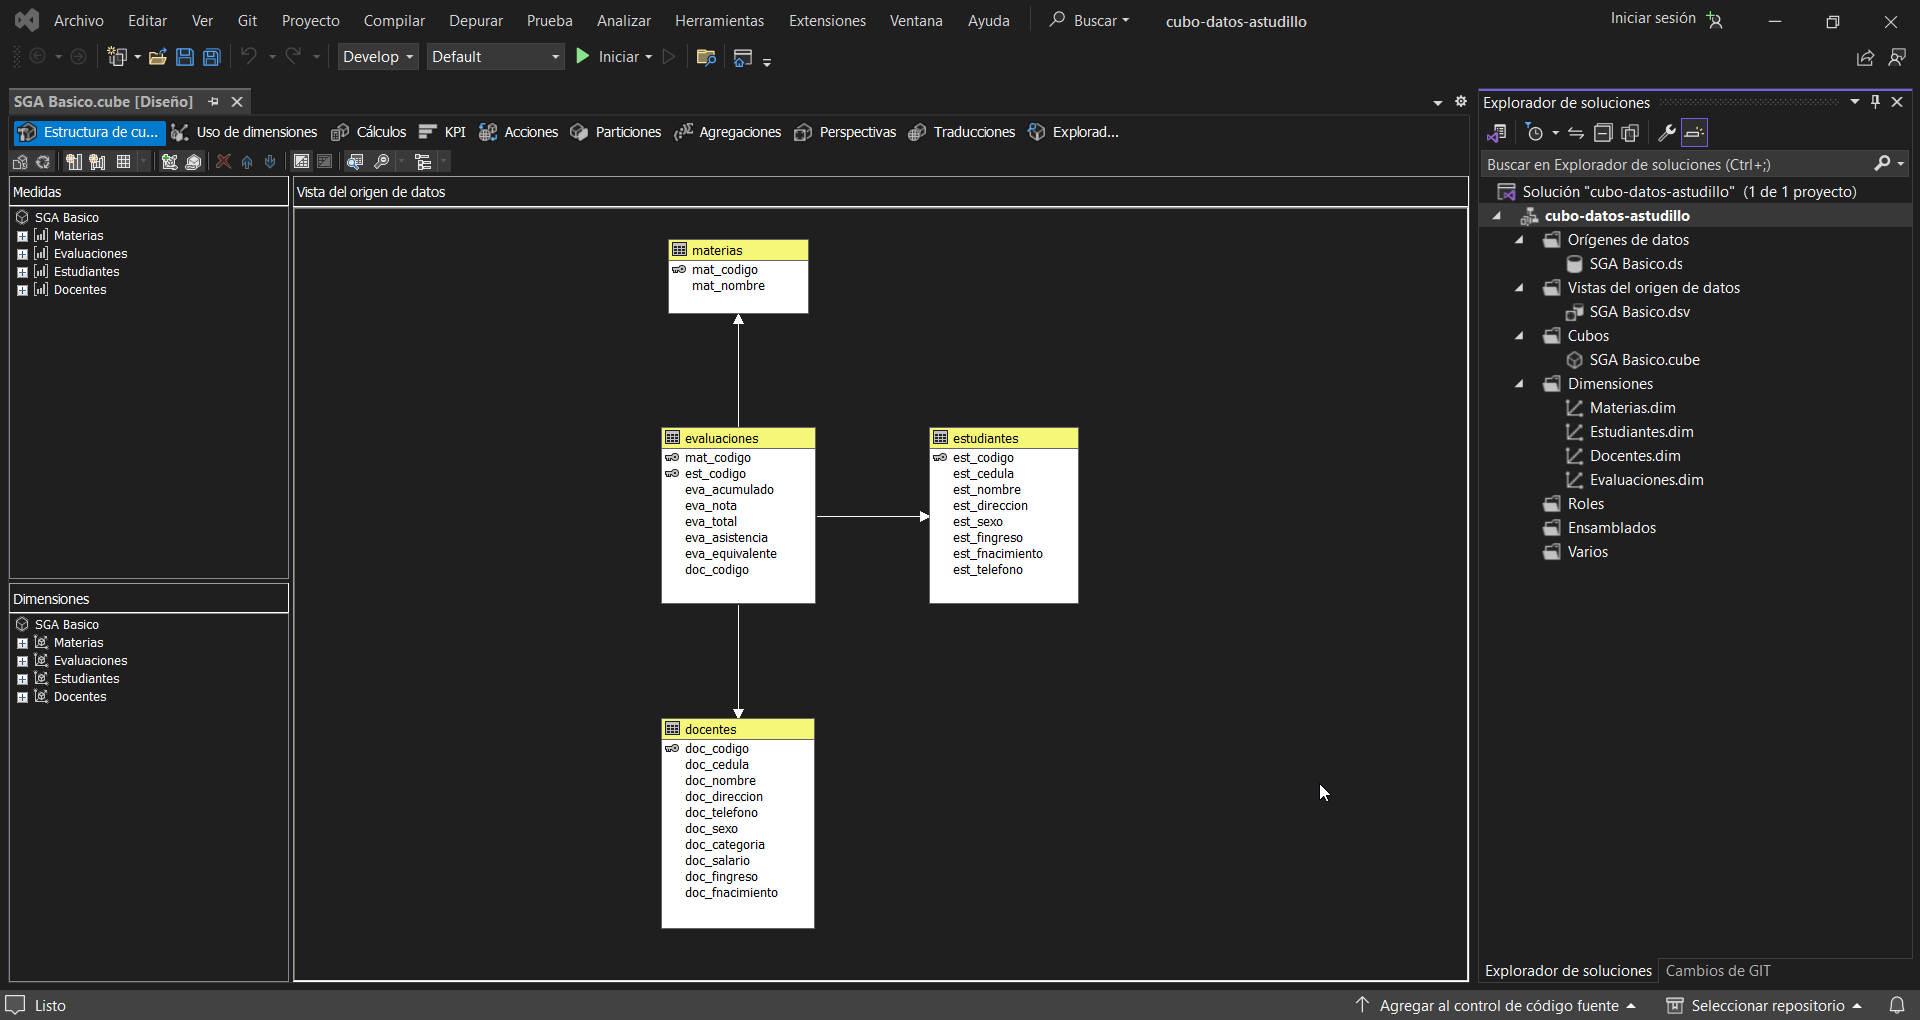 Archivo Editar Ver Git Proyecto Compilar Depurar Prueba Analizar Herramientas Extensiones Ventana Ayuda Buscar cubo-datos-astudillo Iniciar sesión
Develop Default Iniciar
SGA Basico.cube [Diseño]
Estructura de cu... Uso de dimensiones Cálculos KPI Acciones Particiones Agregaciones Perspectivas Traducciones Explorad...
Medidas
SGA Basico
Materias
Evaluaciones
Estudiantes
Docentes
Dimensiones
SGA Basico
Materias
Evaluaciones
Estudiantes
Docentes
Vista del origen de datos
materias
mat_codigo
mat_nombre
evaluaciones
mat_codigo
est_codigo
eva_acumulado
eva_nota
eva_total
eva_asistencia
eva_equivalente
doc_codigo
estudiantes
est_codigo
est_cedula
est_nombre
est_direccion
est_sexo
est_fingreso
est_fnacimiento
est_telefono
docentes
doc_codigo
doc_cedula
doc_nombre
doc_direccion
doc_telefono
doc_sexo
doc_categoria
doc_salario
doc_fingreso
doc_fnacimiento
Explorador de soluciones
Buscar en Explorador de soluciones (Ctrl+;)
Solución "cubo-datos-astudillo" (1 de 1 proyecto)
cubo-datos-astudillo
Orígenes de datos
SGA Basico.ds
Vistas del origen de datos
SGA Basico.dsv
Cubos
SGA Basico.cube
Dimensiones
Materias.dim
Estudiantes.dim
Docentes.dim
Evaluaciones.dim
Roles
Ensamblados
Varios
Explorador de soluciones Cambios de GIT
Listo Agregar al control de código fuente Seleccionar repositorio